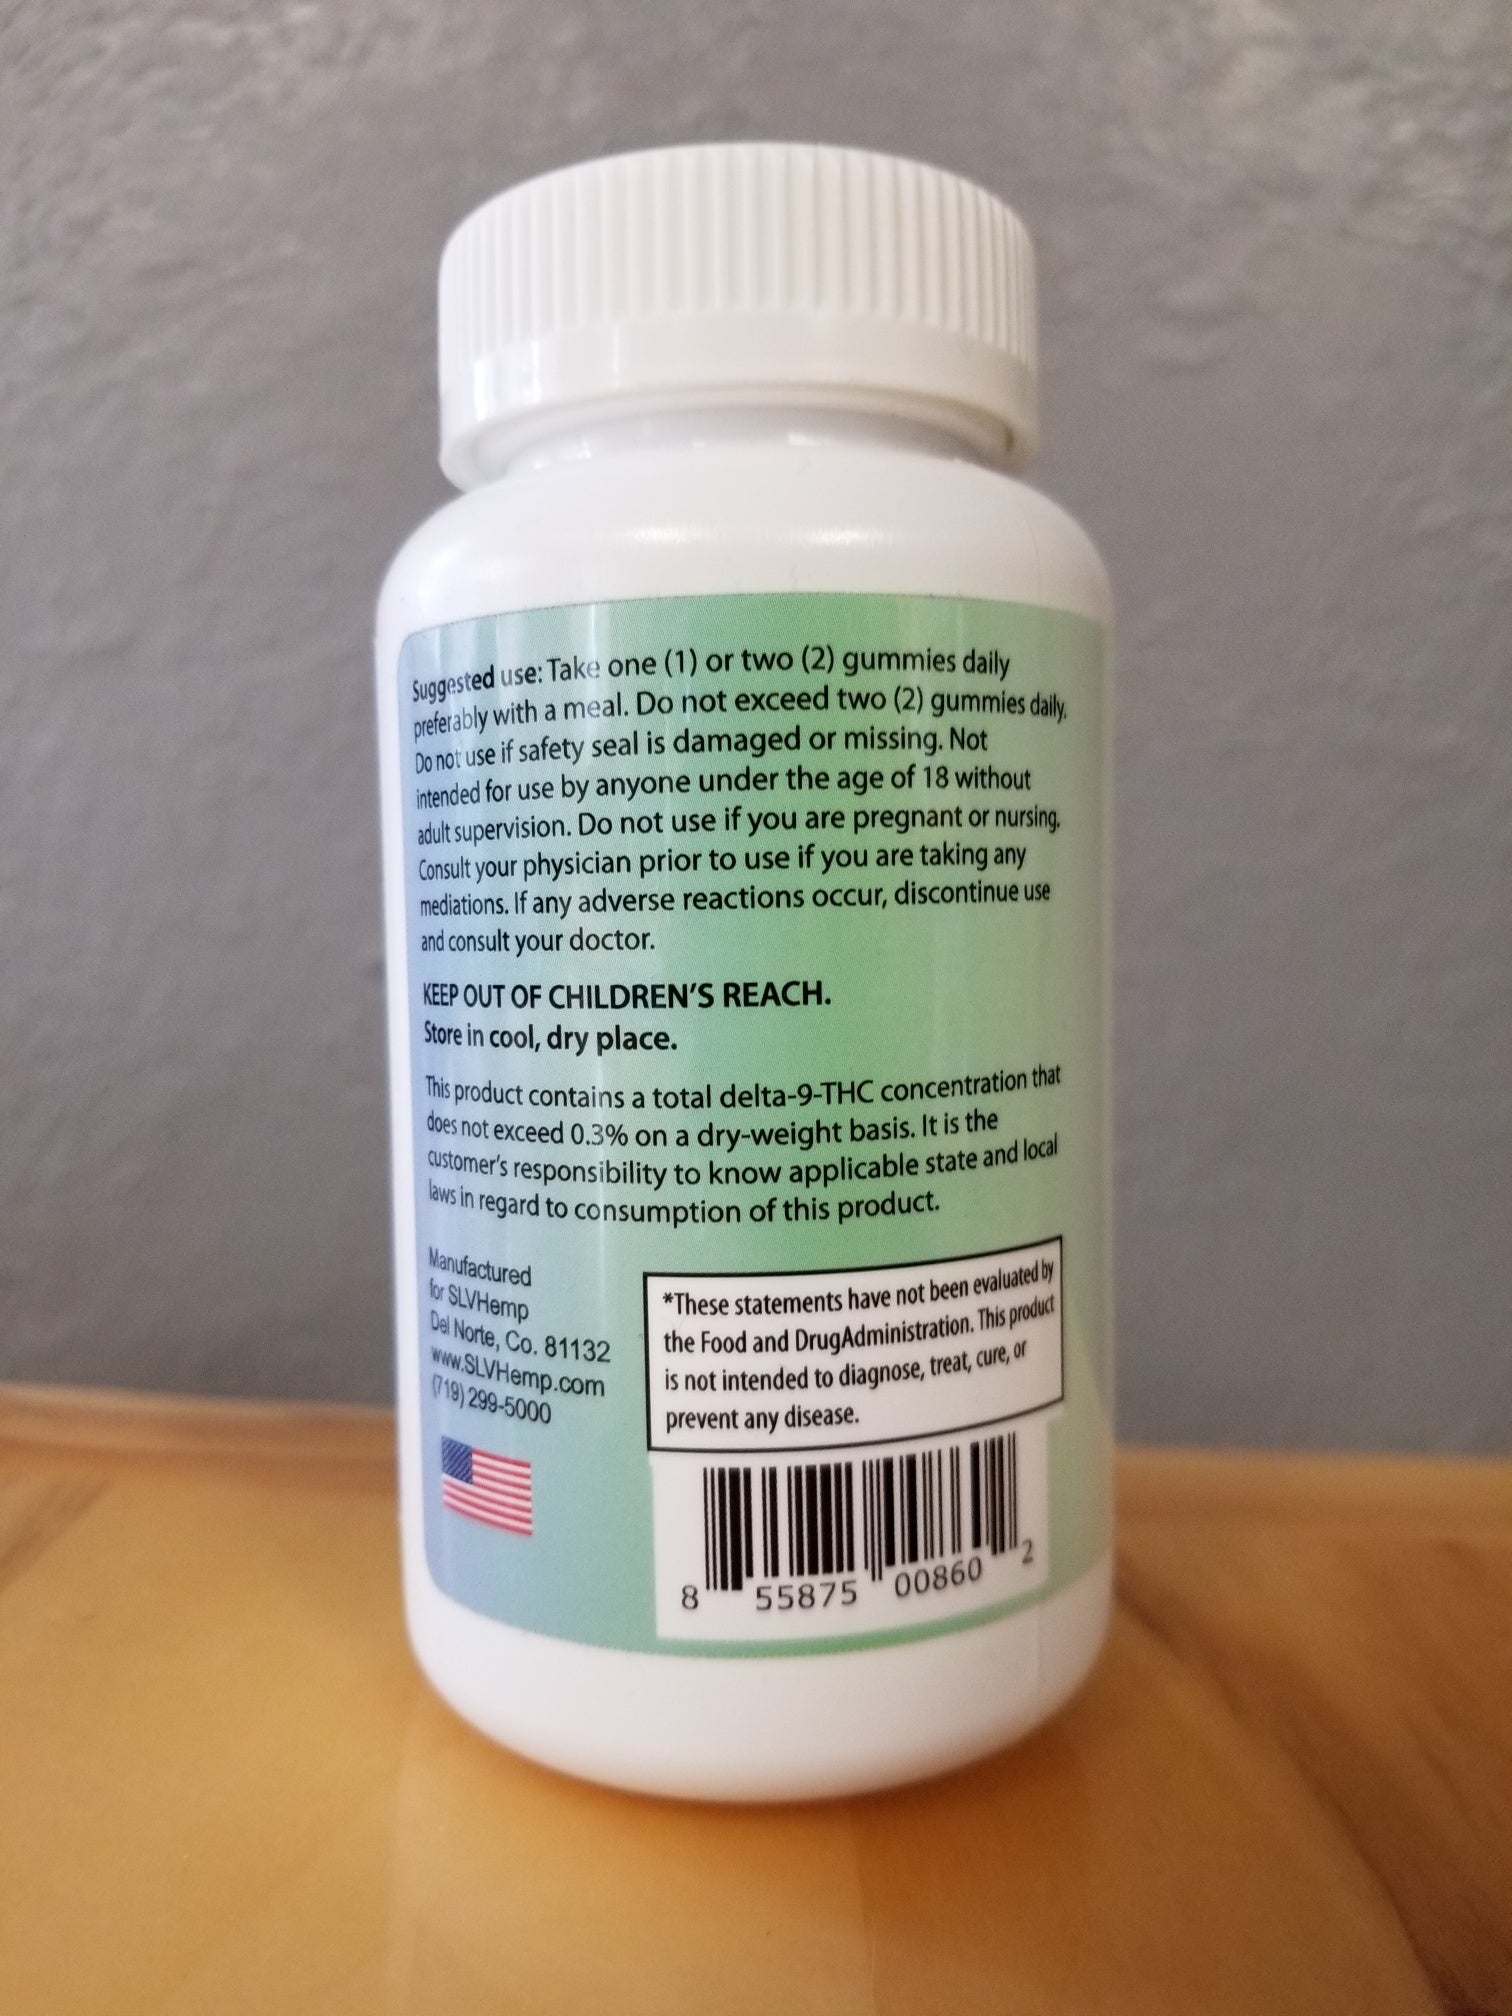 Suggested use: Take one (1) or two (2) gummies daily
preferably with a meal. Do not exceed two (2) gummies daily.
Do not use if safety seal is damaged or missing. Not
intended for use by anyone under the age of 18 without
adult supervision. Do not use if you are pregnant or nursing.
Consult your physician prior to use if you are taking any
mediations. If any adverse reactions occur, discontinue use
and consult your doctor.
KEEP OUT OF CHILDREN'S REACH.
Store in cool, dry place.
This product contains a total delta-9-THC concentration that
does not exceed 0.3% on a dry-weight basis. It is the
customer's responsibility to know applicable state and local
laws in regard to consumption of this product.
Manufactured
for SLVHemp
Del Norte, Co. 81132
www.SLVHemp.com
(719) 299-5000
*These statements have not been evaluated by
the Food and DrugAdministration. This product
is not intended to diagnose, treat, cure, or
prevent any disease.
8 55875 00860 2